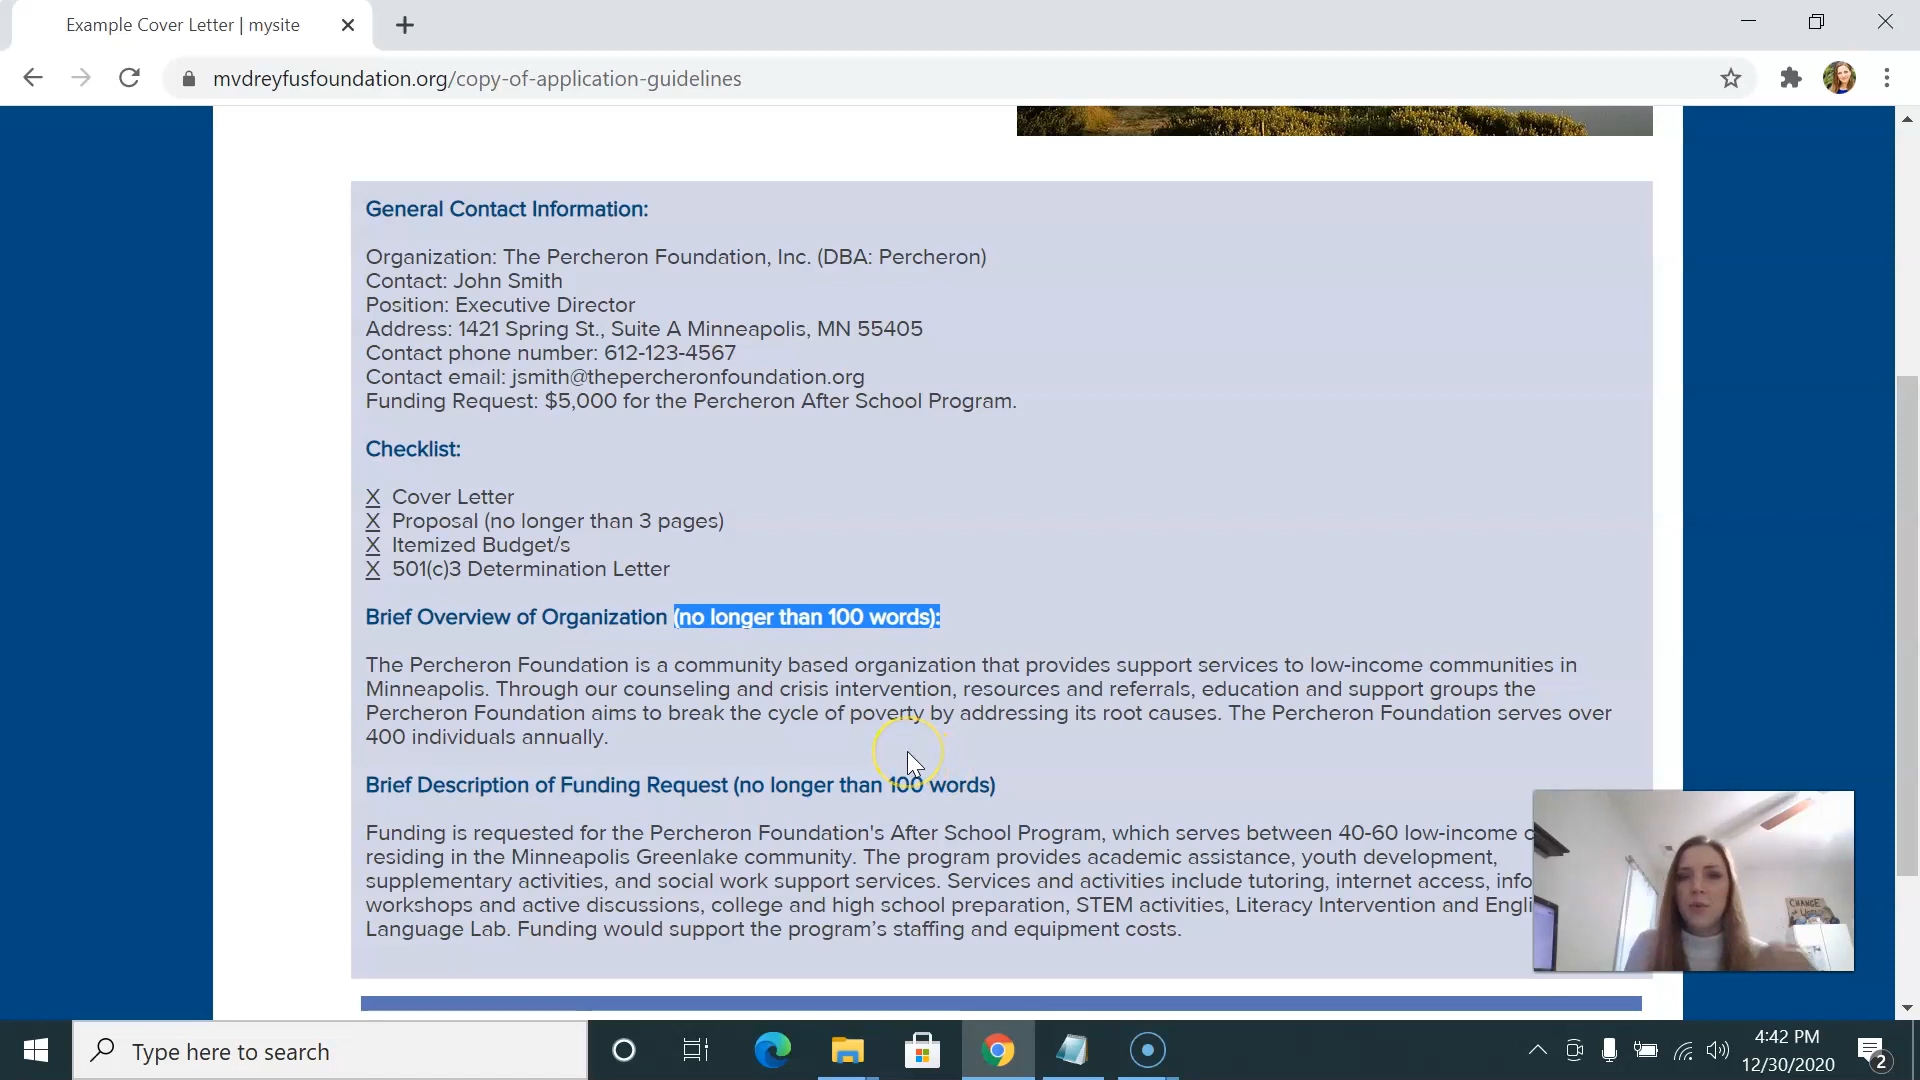 Example Cover Letter | mysite
mvdreyfusfoundation.org/copy-of-application-guidelines
General Contact Information:
Organization: The Percheron Foundation, Inc. (DBA: Percheron)
Contact: John Smith
Position: Executive Director
Address: 1421 Spring St., Suite A Minneapolis, MN 55405
Contact phone number: 612-123-4567
Contact email: jsmith@thepercheronfoundation.org
Funding Request: $5,000 for the Percheron After School Program.
Checklist:
X Cover Letter
X Proposal (no longer than 3 pages)
X Itemized Budget/s
X 501(c)3 Determination Letter
Brief Overview of Organization (no longer than 100 words):
The Percheron Foundation is a community based organization that provides support services to low-income communities in
Minneapolis. Through our counseling and crisis intervention, resources and referrals, education and support groups the
Percheron Foundation aims to break the cycle of poverty by addressing its root causes. The Percheron Foundation serves over
400 individuals annually.
Brief Description of Funding Request (no longer than 100 words)
Funding is requested for the Percheron Foundation's After School Program, which serves between 40-60 low-income
residing in the Minneapolis Greenlake community. The program provides academic assistance, youth development,
supplementary activities, and social work support services. Services and activities include tutoring, internet access, info
workshops and active discussions, college and high school preparation, STEM activities, Literacy Intervention and Engli
Language Lab. Funding would support the program's staffing and equipment costs.
CHANGE
Type here to search
4:42 PM
12/30/2020
2